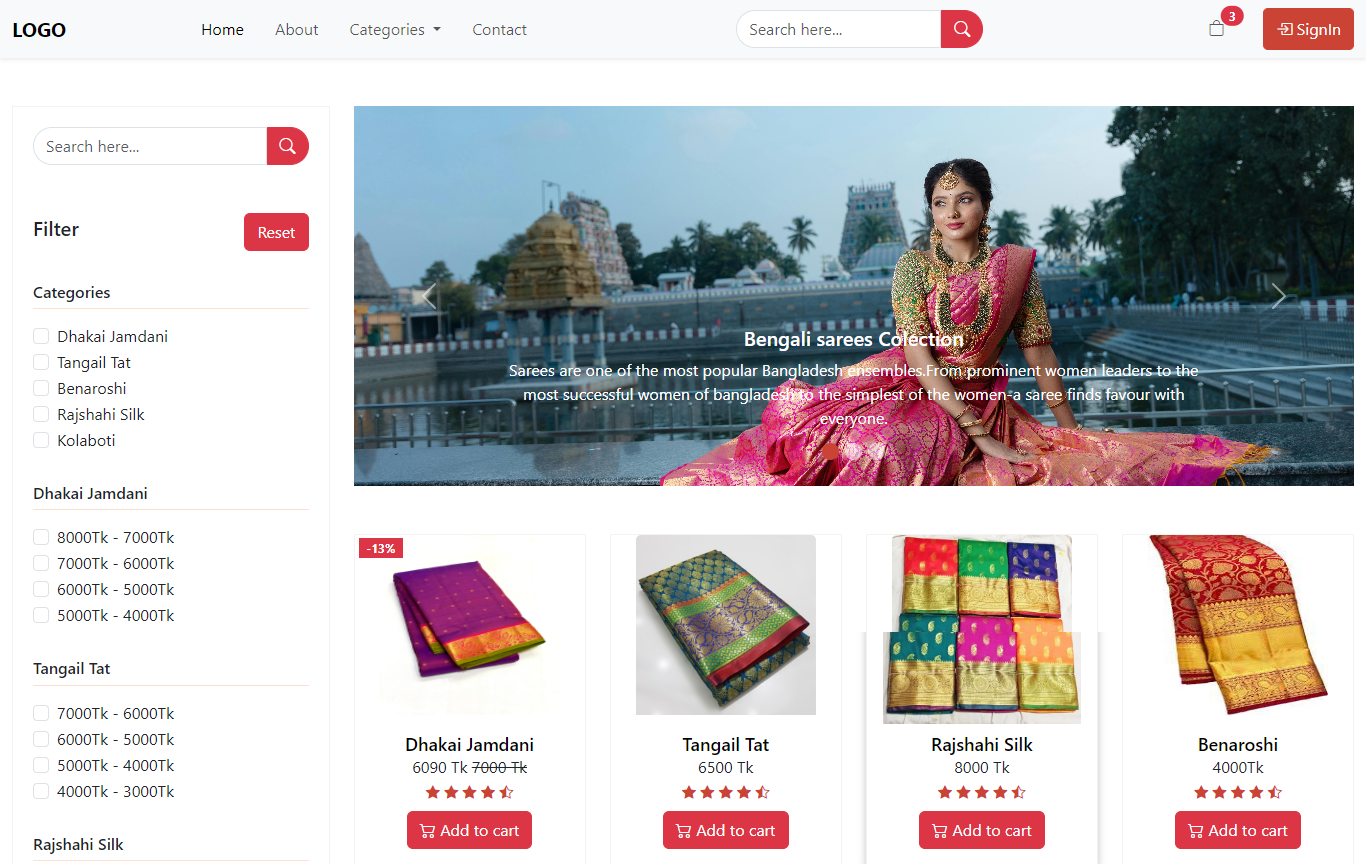 LOGO
Home
About
Categories
Contact
Search here...
3
SignIn
Search here...
Filter
Reset
Categories
Dhakai Jamdani
Tangail Tat
Benaroshi
Rajshahi Silk
Kolaboti
Dhakai Jamdani
8000Tk - 7000Tk
7000Tk - 6000Tk
6000Tk - 5000Tk
5000Tk - 4000Tk
Tangail Tat
7000Tk - 6000Tk
6000Tk - 5000Tk
5000Tk - 4000Tk
4000Tk - 3000Tk
Rajshahi Silk
Bengali sarees Colection
Sarees are one of the most popular Bangladesh ensembles.From prominent women leaders to the
most successful women of bangladesh to the simplest of the women-a saree finds favour with
everyone.
-13%
Dhakai Jamdani
6090 Tk 7000 Tk
Add to cart
Tangail Tat
6500 Tk
Add to cart
Rajshahi Silk
8000 Tk
Add to cart
Benaroshi
4000Tk
Add to cart